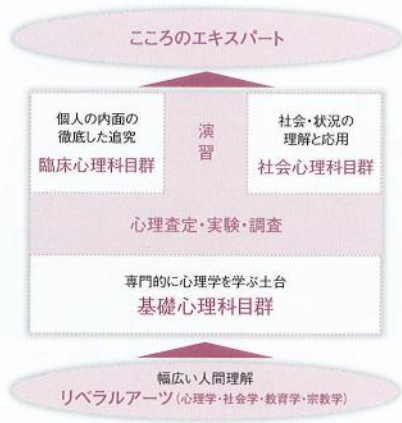 こころのエキスパート
個人の内面の
徹底した追究
臨床心理科目群
演習
社会・状況の
理解と応用
社会心理科目群
心理査定・実験・調査
専門的に心理学を学ぶ土台
基礎心理科目群
幅広い人間理解
リベラルアーツ(心理学・社会学・教育学・宗教学)